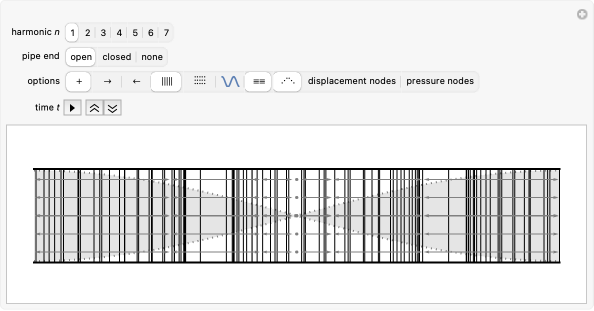 harmonic n 1 2 3 4 5 6 7
pipe end open closed none
options + → ← displacement nodes pressure nodes
time t